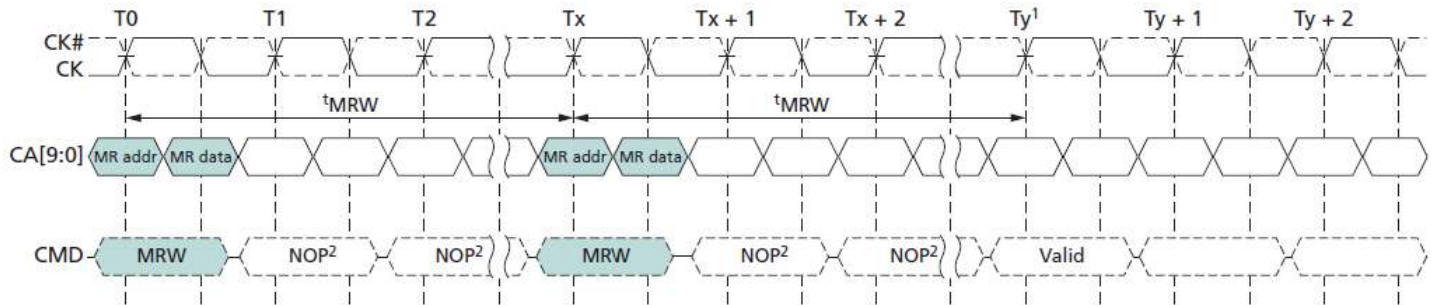 T0 T1 T2 Tx Tx + 1 Tx + 2 Ty¹ Ty + 1 Ty + 2
CK#
CK
ᵗMRW ᵗMRW
CA[9:0] MR addr MR data MR addr MR data
CMD MRW NOP² NOP² MRW NOP² NOP² Valid